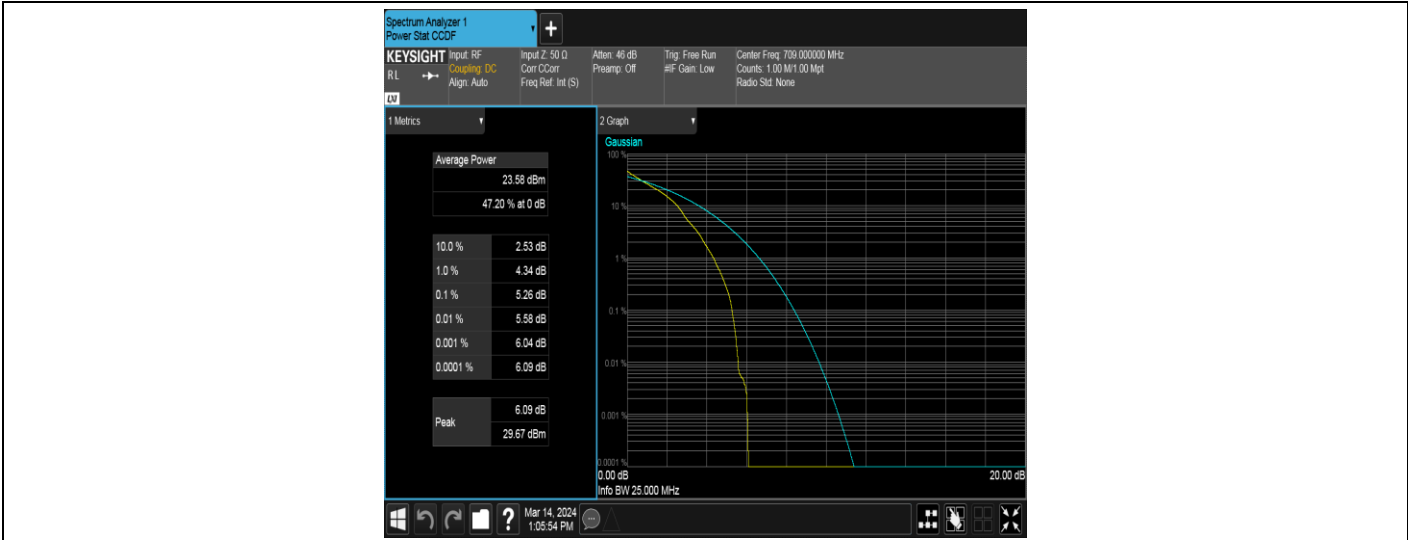 Spectrum Analyzer 1
Power Stat CCDF
+
KEYSIGHT Input: RF Input Z: 50 Ω Atten: 46 dB Trig: Free Run Center Freq: 709.000000 MHz
RL Coupling: DC Corr CCorr Preamp: Off #IF Gain: Low Counts: 1.00 M/1.00 Mpt
Align: Auto Freq Ref: Int (S) Radio Std: None
LXI
1 Metrics
Average Power
23.58 dBm
47.20 % at 0 dB
10.0 % 2.53 dB
1.0 % 4.34 dB
0.1 % 5.26 dB
0.01 % 5.58 dB
0.001 % 6.04 dB
0.0001 % 6.09 dB
Peak 6.09 dB
29.67 dBm
2 Graph
Gaussian
100 %
10 %
1 %
0.1 %
0.01 %
0.001 %
0.0001 %
0.00 dB 20.00 dB
Info BW 25.000 MHz
? Mar 14, 2024
1:05:54 PM